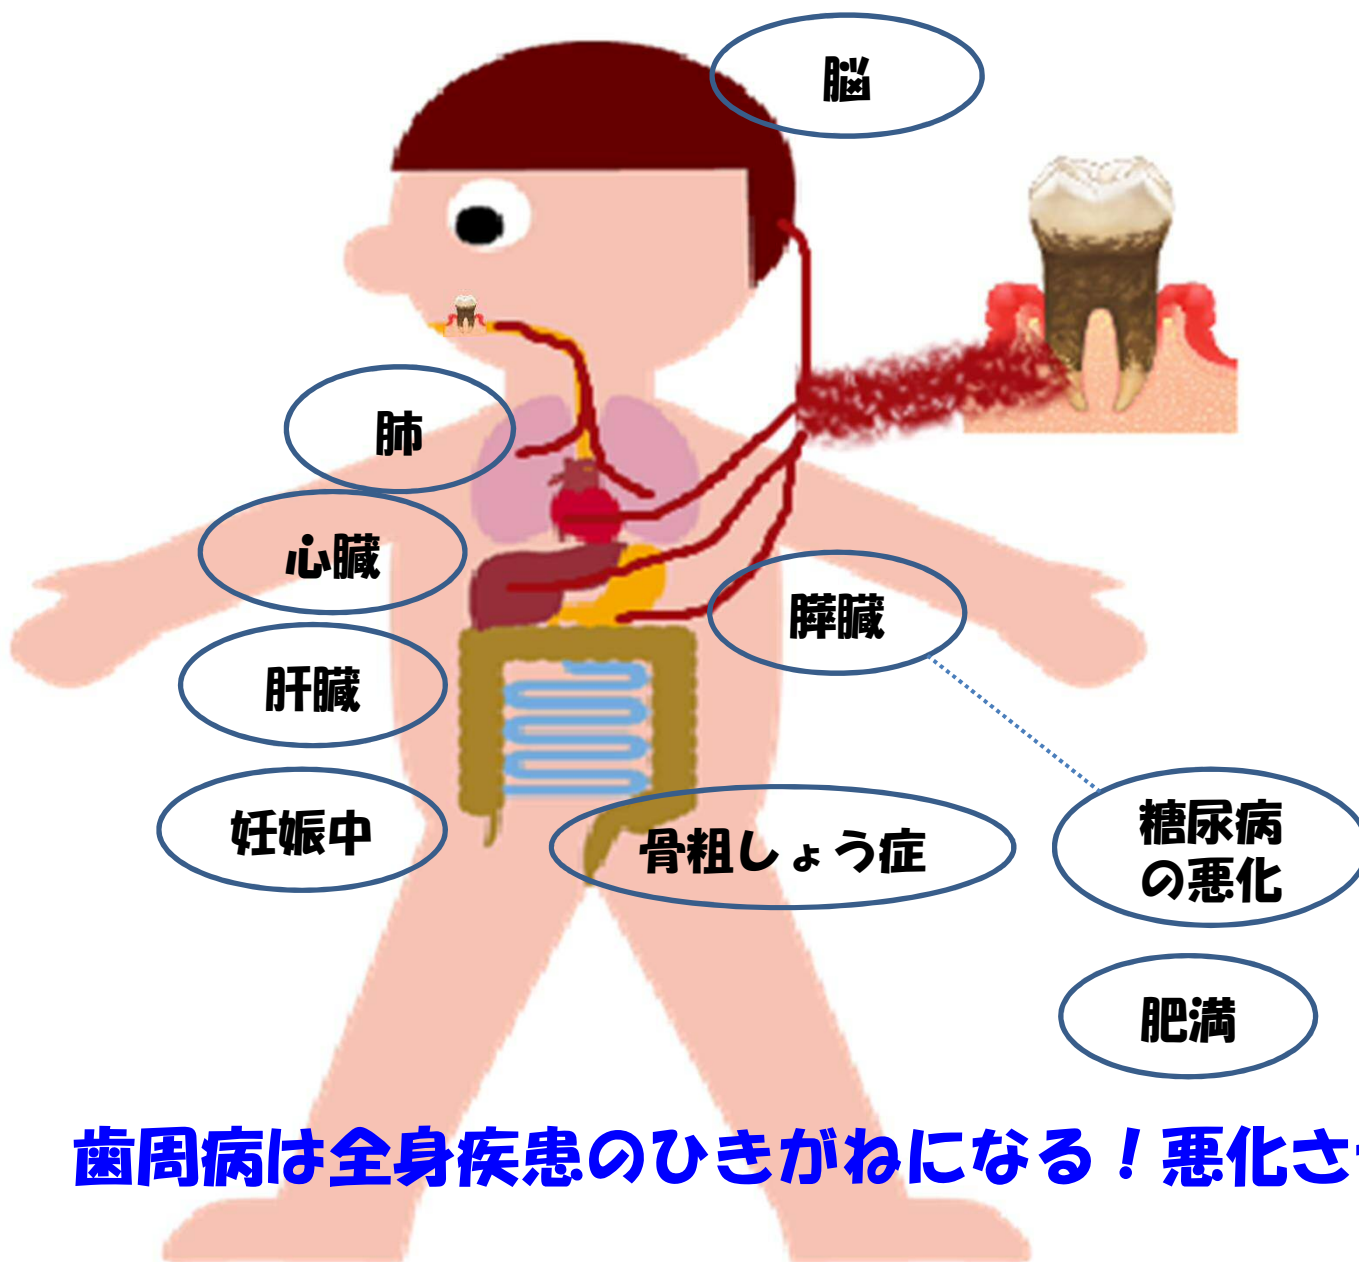 脳
肺
心臓
肝臓
膵臓
妊娠中
骨粗しょう症
糖尿病
の悪化
肥満
歯周病は全身疾患のひきがねになる！悪化さ